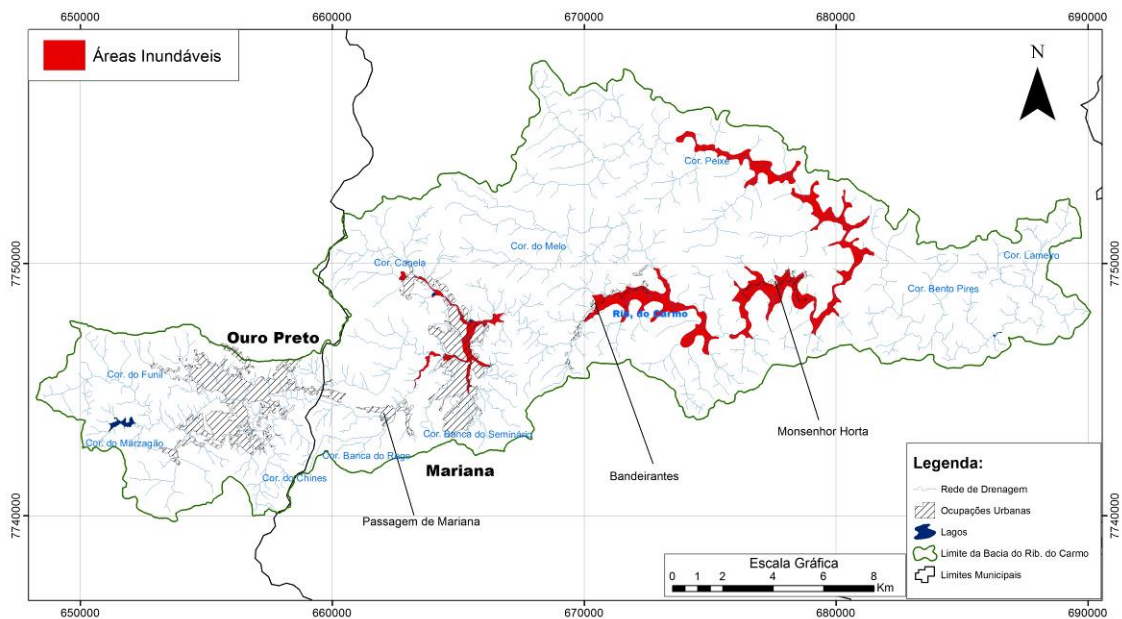 650000
660000
670000
680000
690000
Áreas Inundáveis
N
Cor. Peixe
7750000
7750000
Cor. do Melo
Cor. Canela
Cor. Lameiro
Cor. Bento Pires
Rib. do Carmo
Ouro Preto
Cor. do Funil
Monsenhor Horta
Cor. do Marzagão
Cor. Banca do Seminário
Cor. Banca do Rego
Mariana
Cor. do Chines
Bandeirantes
Passagem de Mariana
7740000
7740000
Legenda:
Rede de Drenagem
Ocupações Urbanas
Lagos
Limite da Bacia do Rib. do Carmo
Limites Municipais
Escala Gráfica
0 1 2 4 6 8
Km
650000
660000
670000
680000
690000